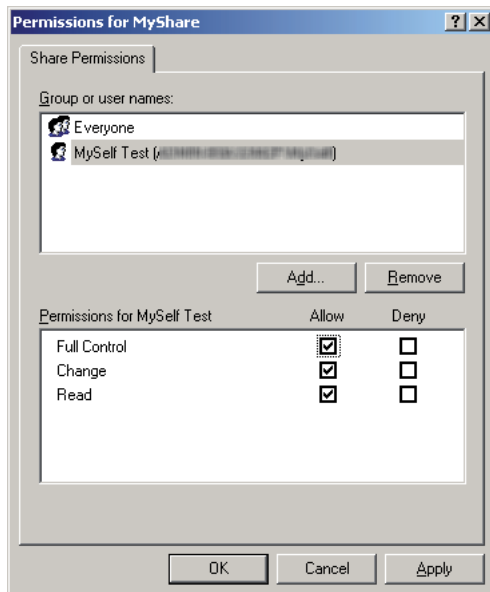 Permissions for MyShare
Share Permissions
Group or user names:
Everyone
MySelf Test (
Add... Remove
Permissions for MySelf Test Allow Deny
Full Control
Change
Read
OK Cancel Apply